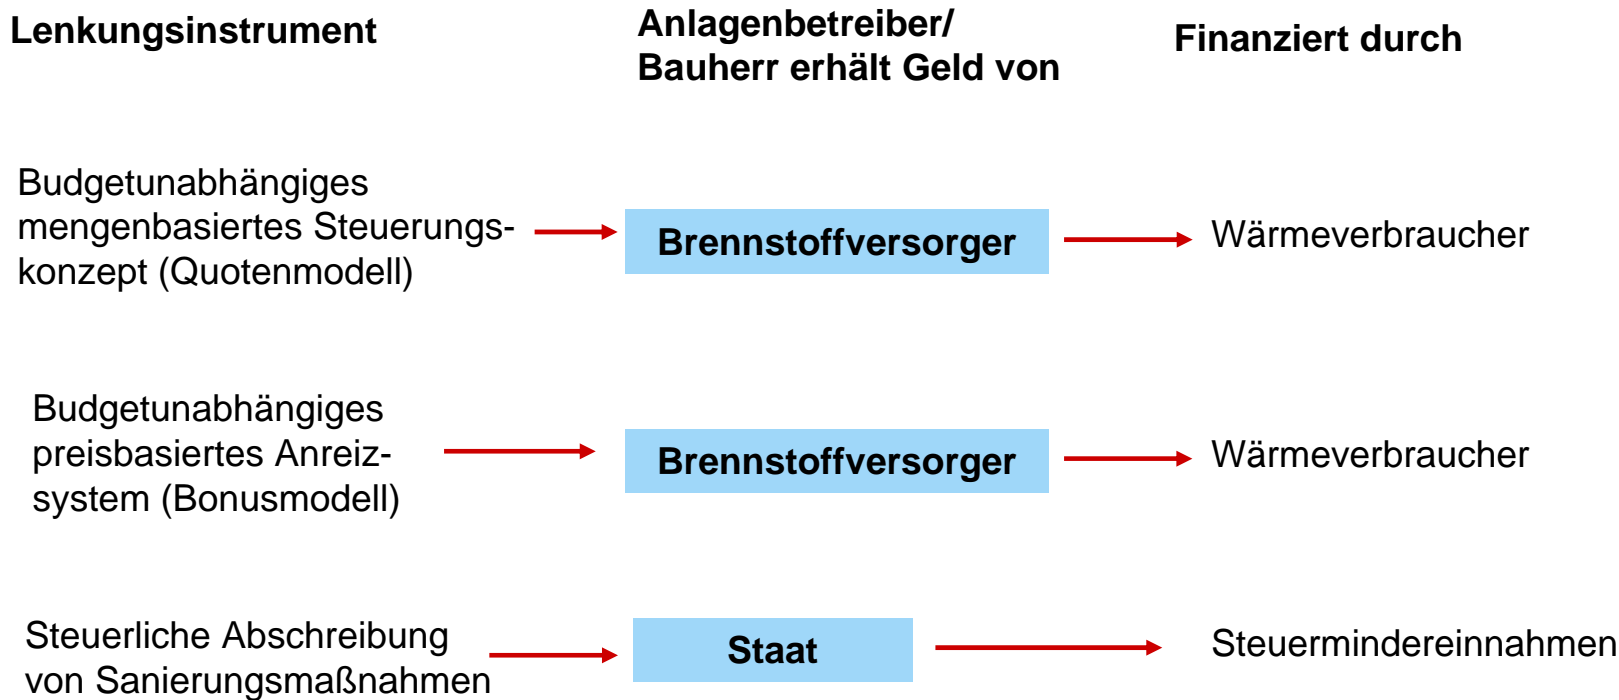 Lenkungsinstrument
Anlagenbetreiber/
Bauherr erhält Geld von
Finanziert durch
Budgetunabhängiges
mengenbasiertes Steuerungs-
konzept (Quotenmodell)
Brennstoffversorger
Wärmeverbraucher
Budgetunabhängiges
preisbasiertes Anreiz-
system (Bonusmodell)
Brennstoffversorger
Wärmeverbraucher
Steuerliche Abschreibung
von Sanierungsmaßnahmen
Staat
Steuermindereinnahmen